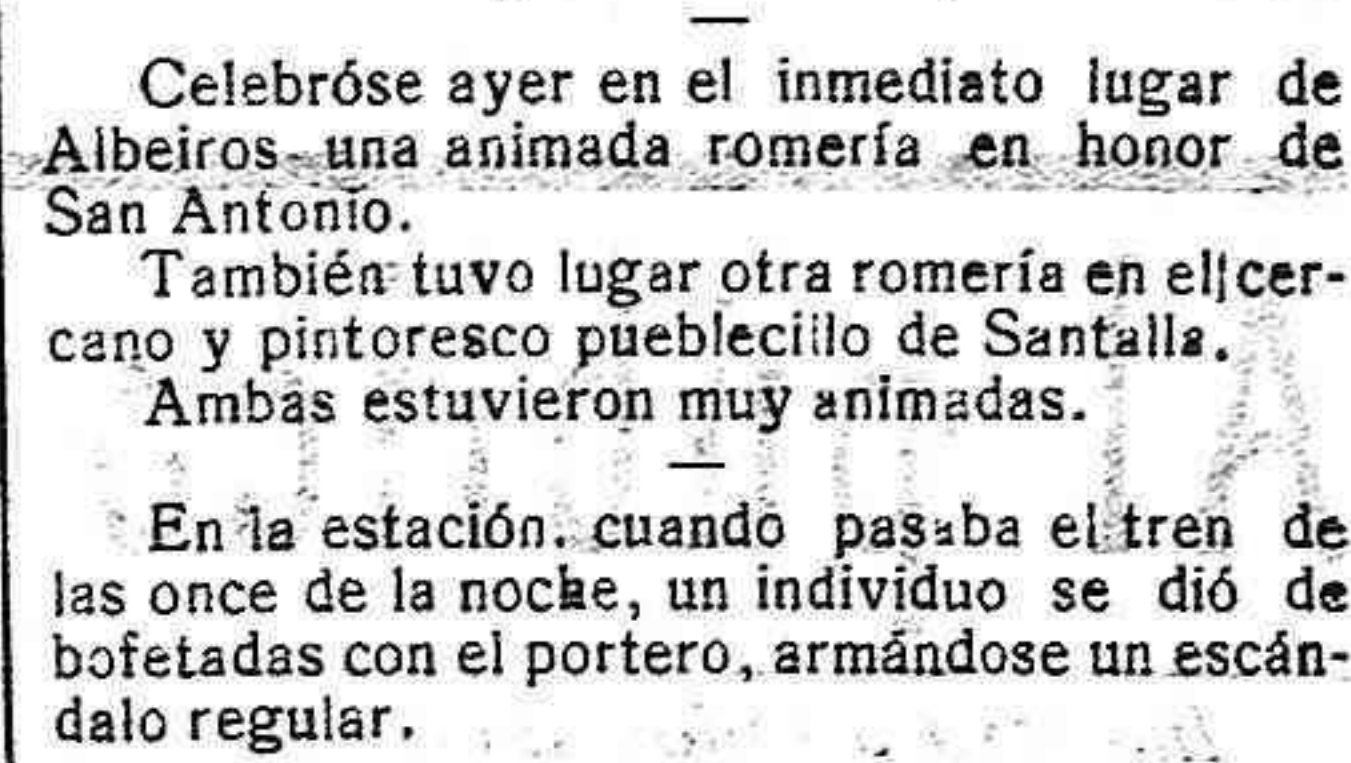 Celebróse ayer en el inmediato lugar de
Albeiros una animada romería en honor de
San Antonio.
También tuvo lugar otra romería en el cer-
cano y pintoresco pueblecillo de Santalla.
Ambas estuvieron muy animadas.
En la estación, cuando pasaba el tren de
las once de la noche, un individuo se dió de
bofetadas con el portero, armándose un escán-
dalo regular.